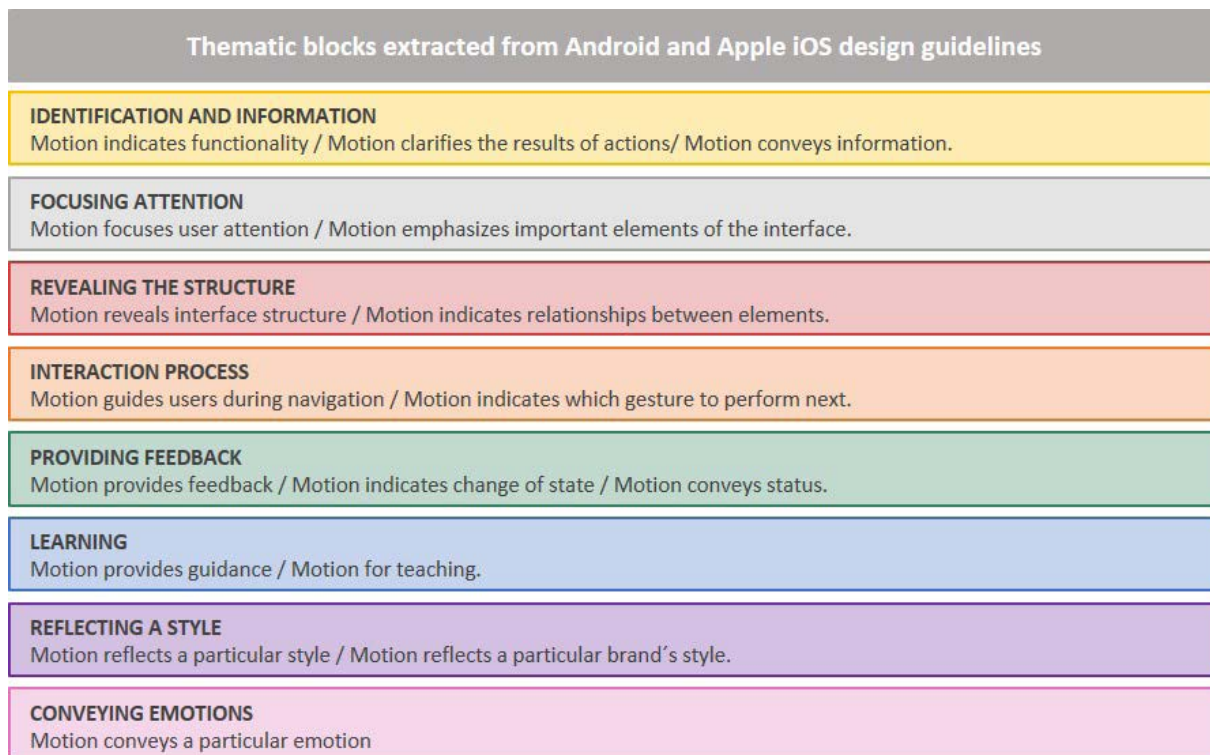 Thematic blocks extracted from Android and Apple iOS design guidelines
IDENTIFICATION AND INFORMATION
Motion indicates functionality / Motion clarifies the results of actions/ Motion conveys information.
FOCUSING ATTENTION
Motion focuses user attention / Motion emphasizes important elements of the interface.
REVEALING THE STRUCTURE
Motion reveals interface structure / Motion indicates relationships between elements.
INTERACTION PROCESS
Motion guides users during navigation / Motion indicates which gesture to perform next.
PROVIDING FEEDBACK
Motion provides feedback / Motion indicates change of state / Motion conveys status.
LEARNING
Motion provides guidance / Motion for teaching.
REFLECTING A STYLE
Motion reflects a particular style / Motion reflects a particular brand´s style.
CONVEYING EMOTIONS
Motion conveys a particular emotion